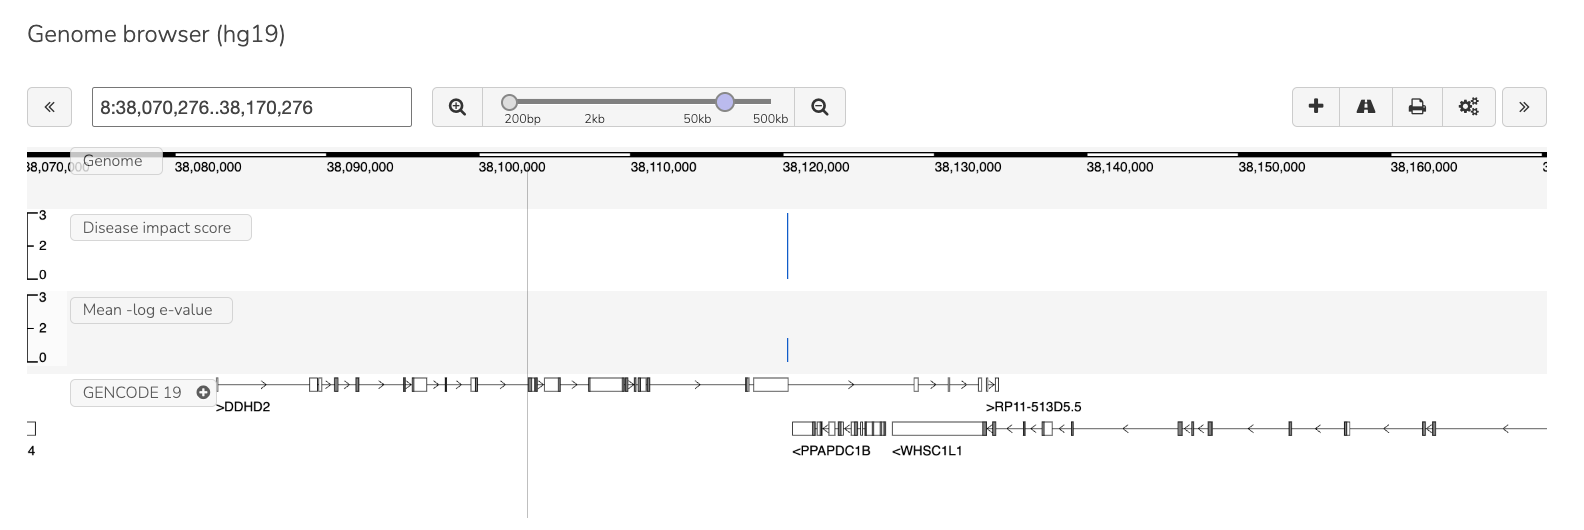 Genome browser (hg19)
8:38,070,276..38,170,276
200bp 2kb 50kb 500kb
38,070,000 Genome 38,080,000 38,090,000 38,100,000 38,110,000 38,120,000 38,130,000 38,140,000 38,150,000 38,160,000 3
3
Disease impact score
2
0
3
Mean -log e-value
2
0
GENCODE 19
>DDHD2 >RP11-513D5.5
4 <PPAPDC1B <WHSC1L1